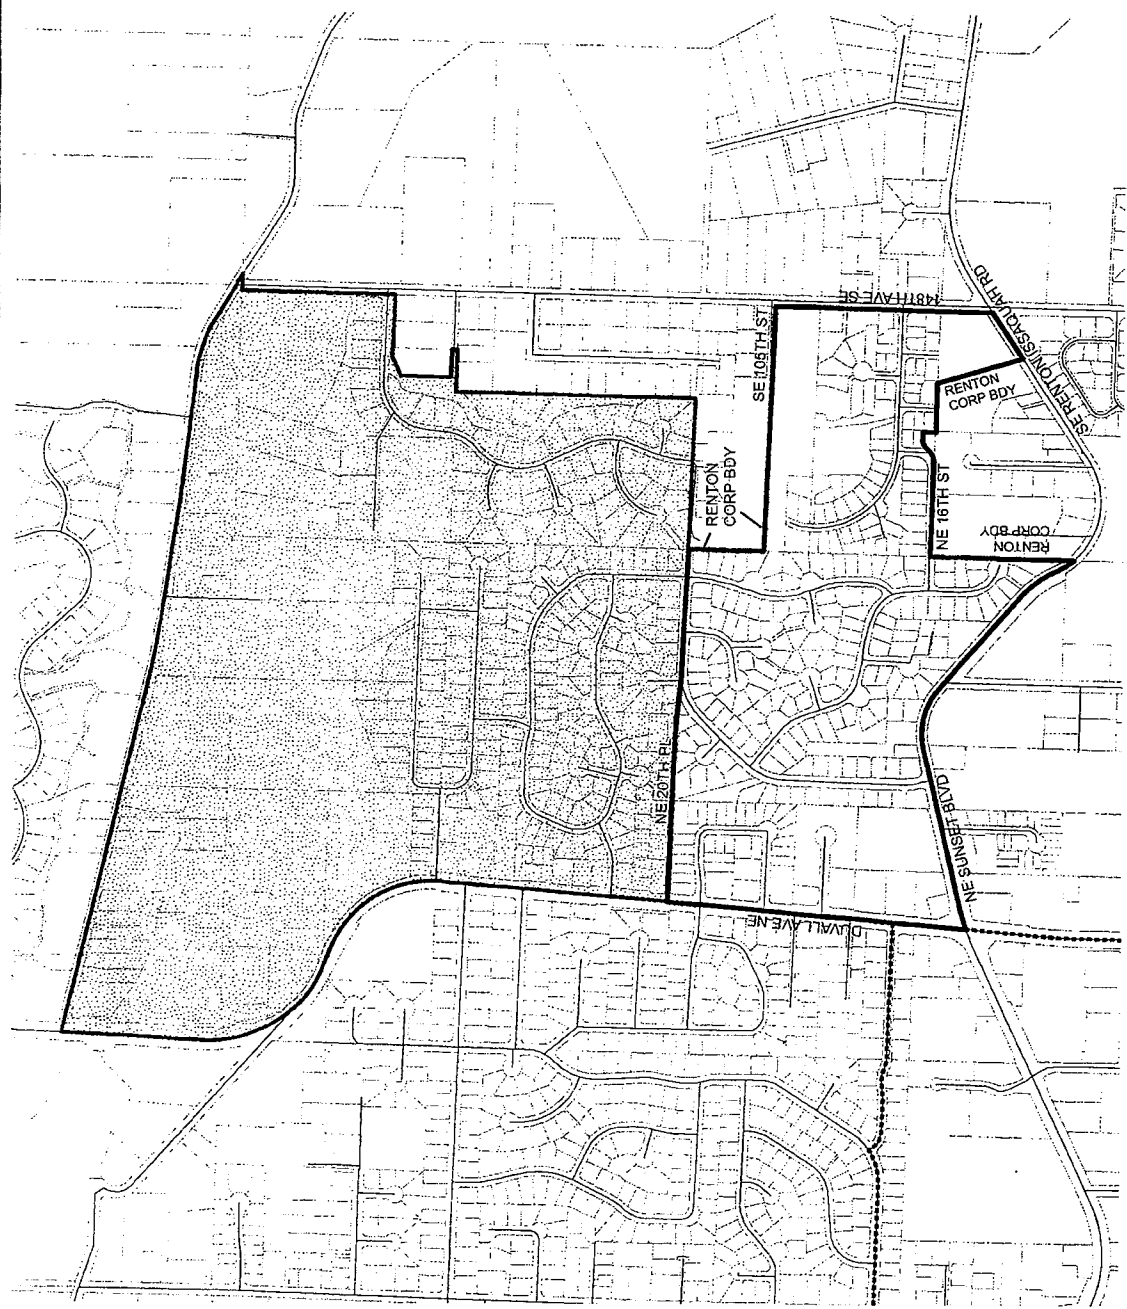 148TH AVE SE
SE RENTON ISSAQUAH RD
SE 105TH ST
RENTON
CORP BDY
RENTON
CORP BDY
NE 16TH ST
RENTON
CORP BDY
NE 20TH PL
NE SUNSET BLVD
DUVALL AVE NE